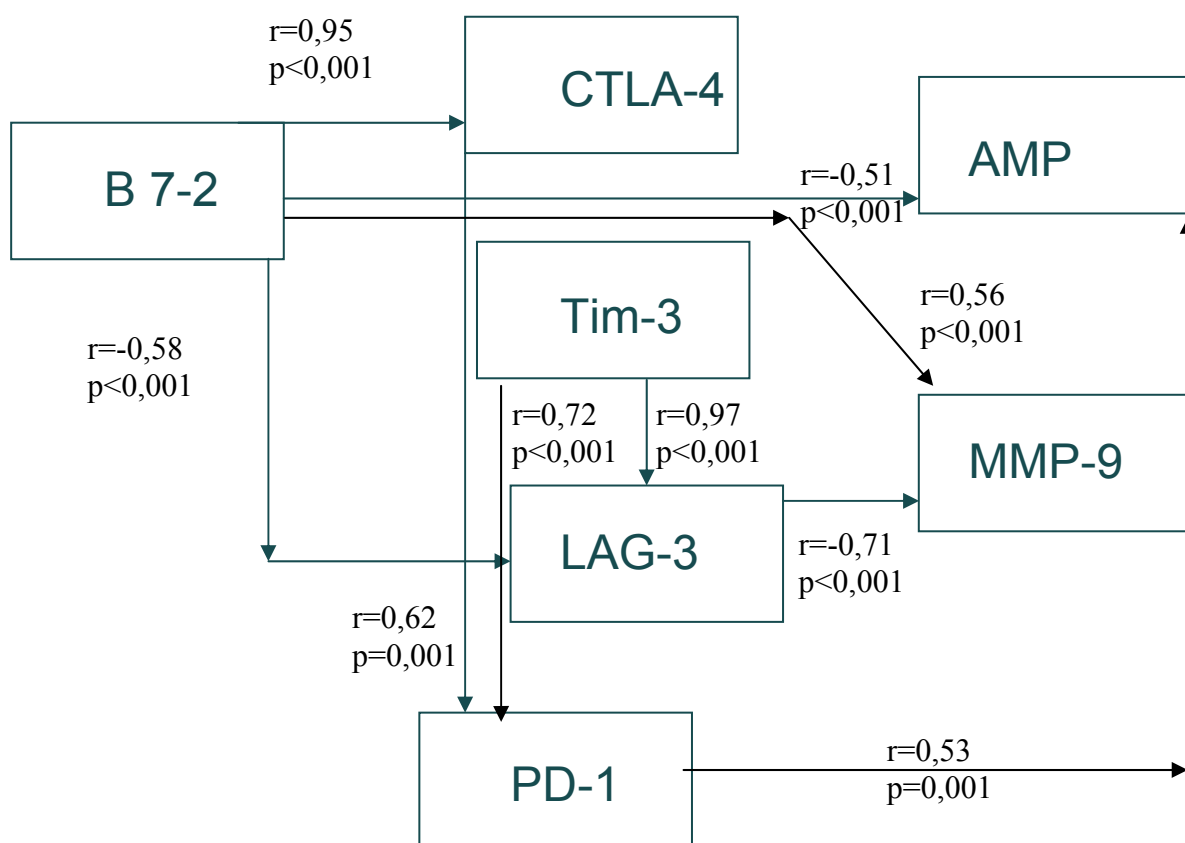 r=0,95
p<0,001
CTLA-4
B 7-2
AMP
r=-0,51
p<0,001
Tim-3
r=0,56
p<0,001
r=-0,58
p<0,001
r=0,72
p<0,001
r=0,97
p<0,001
MMP-9
LAG-3
r=-0,71
p<0,001
r=0,62
p=0,001
PD-1
r=0,53
p=0,001